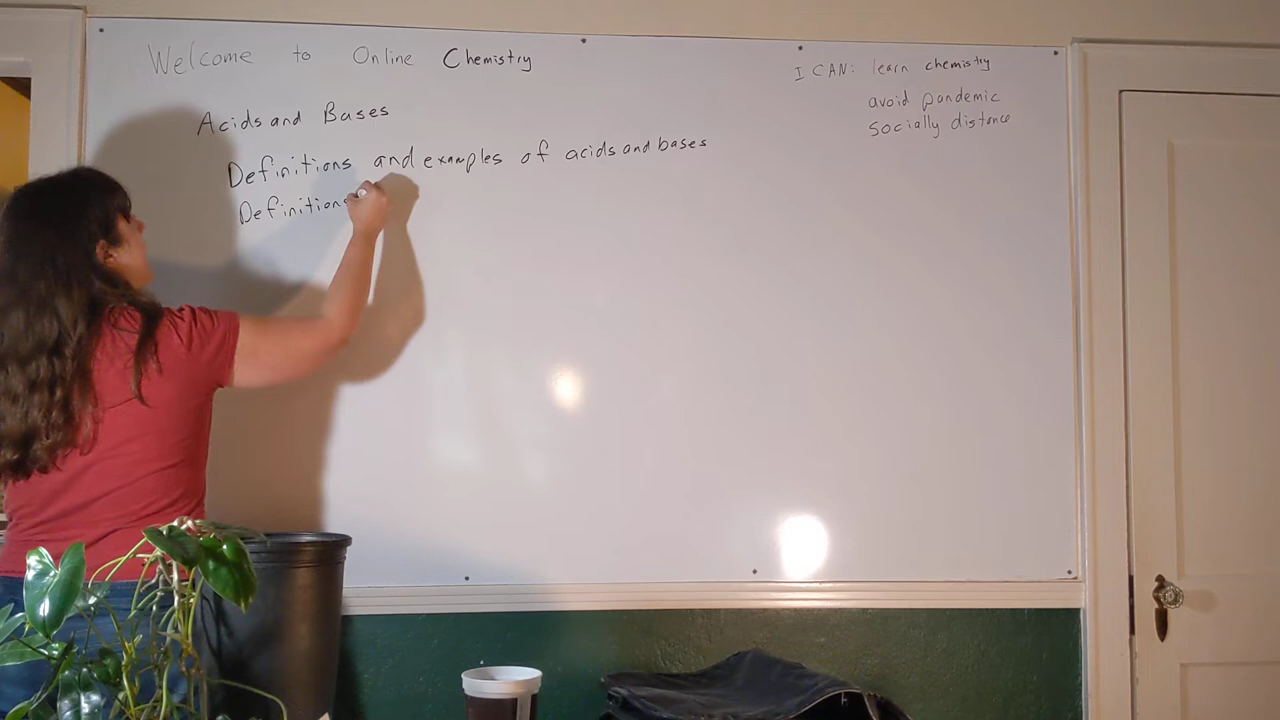 Welcome to Online Chemistry
I CAN: learn chemistry
avoid pandemic
socially distance
Acids and Bases
Definitions and examples of acids and bases
Definitions